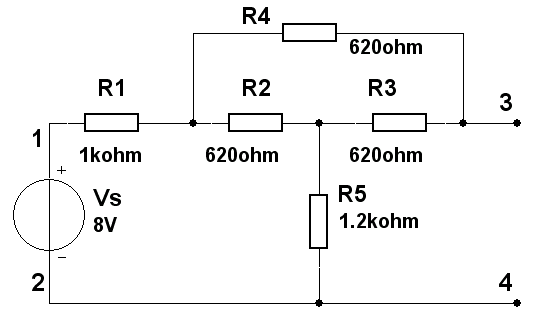 R4
620ohm
R1
R2
R3
3
1
1kohm
620ohm
620ohm
+
Vs
8V
R5
1.2kohm
2
–
4